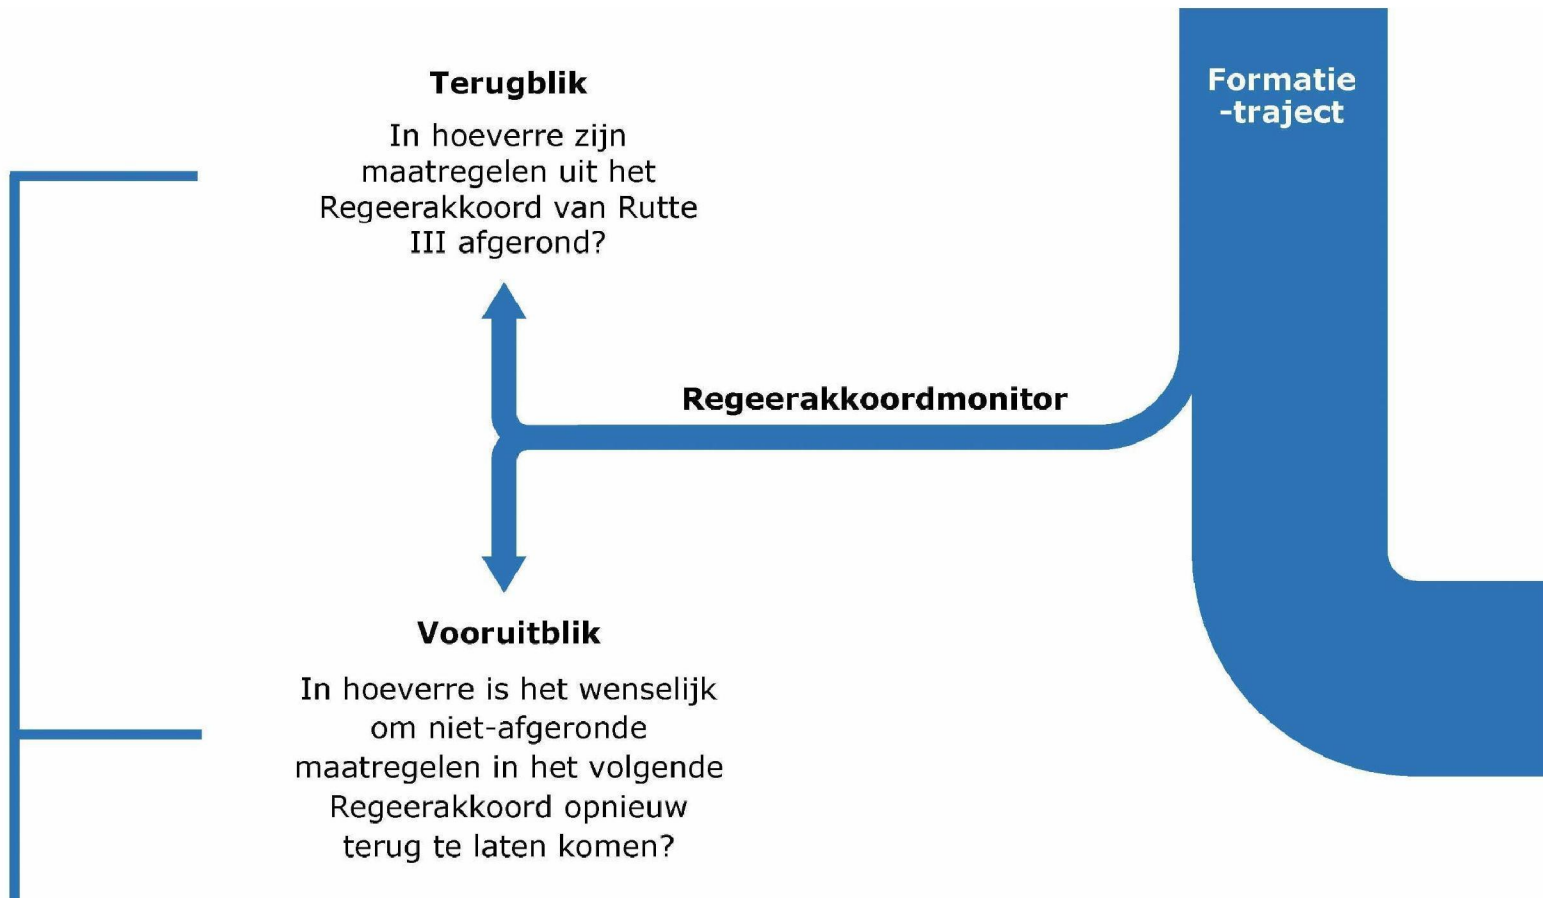 Terugblik
In hoeverre zijn
maatregelen uit het
Regeerakkoord van Rutte
III afgerond?
Formatie
-traject
Regeerakkoordmonitor
Vooruitblik
In hoeverre is het wenselijk
om niet-afgeronde
maatregelen in het volgende
Regeerakkoord opnieuw
terug te laten komen?